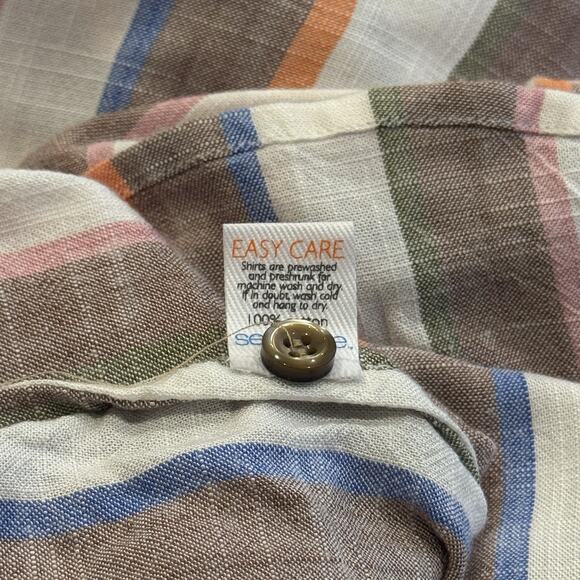 EASY CARE
Shirts are prewashed
and preshrunk for
machine wash and dry.
If in doubt, wash cold
and hang to dry.
100%